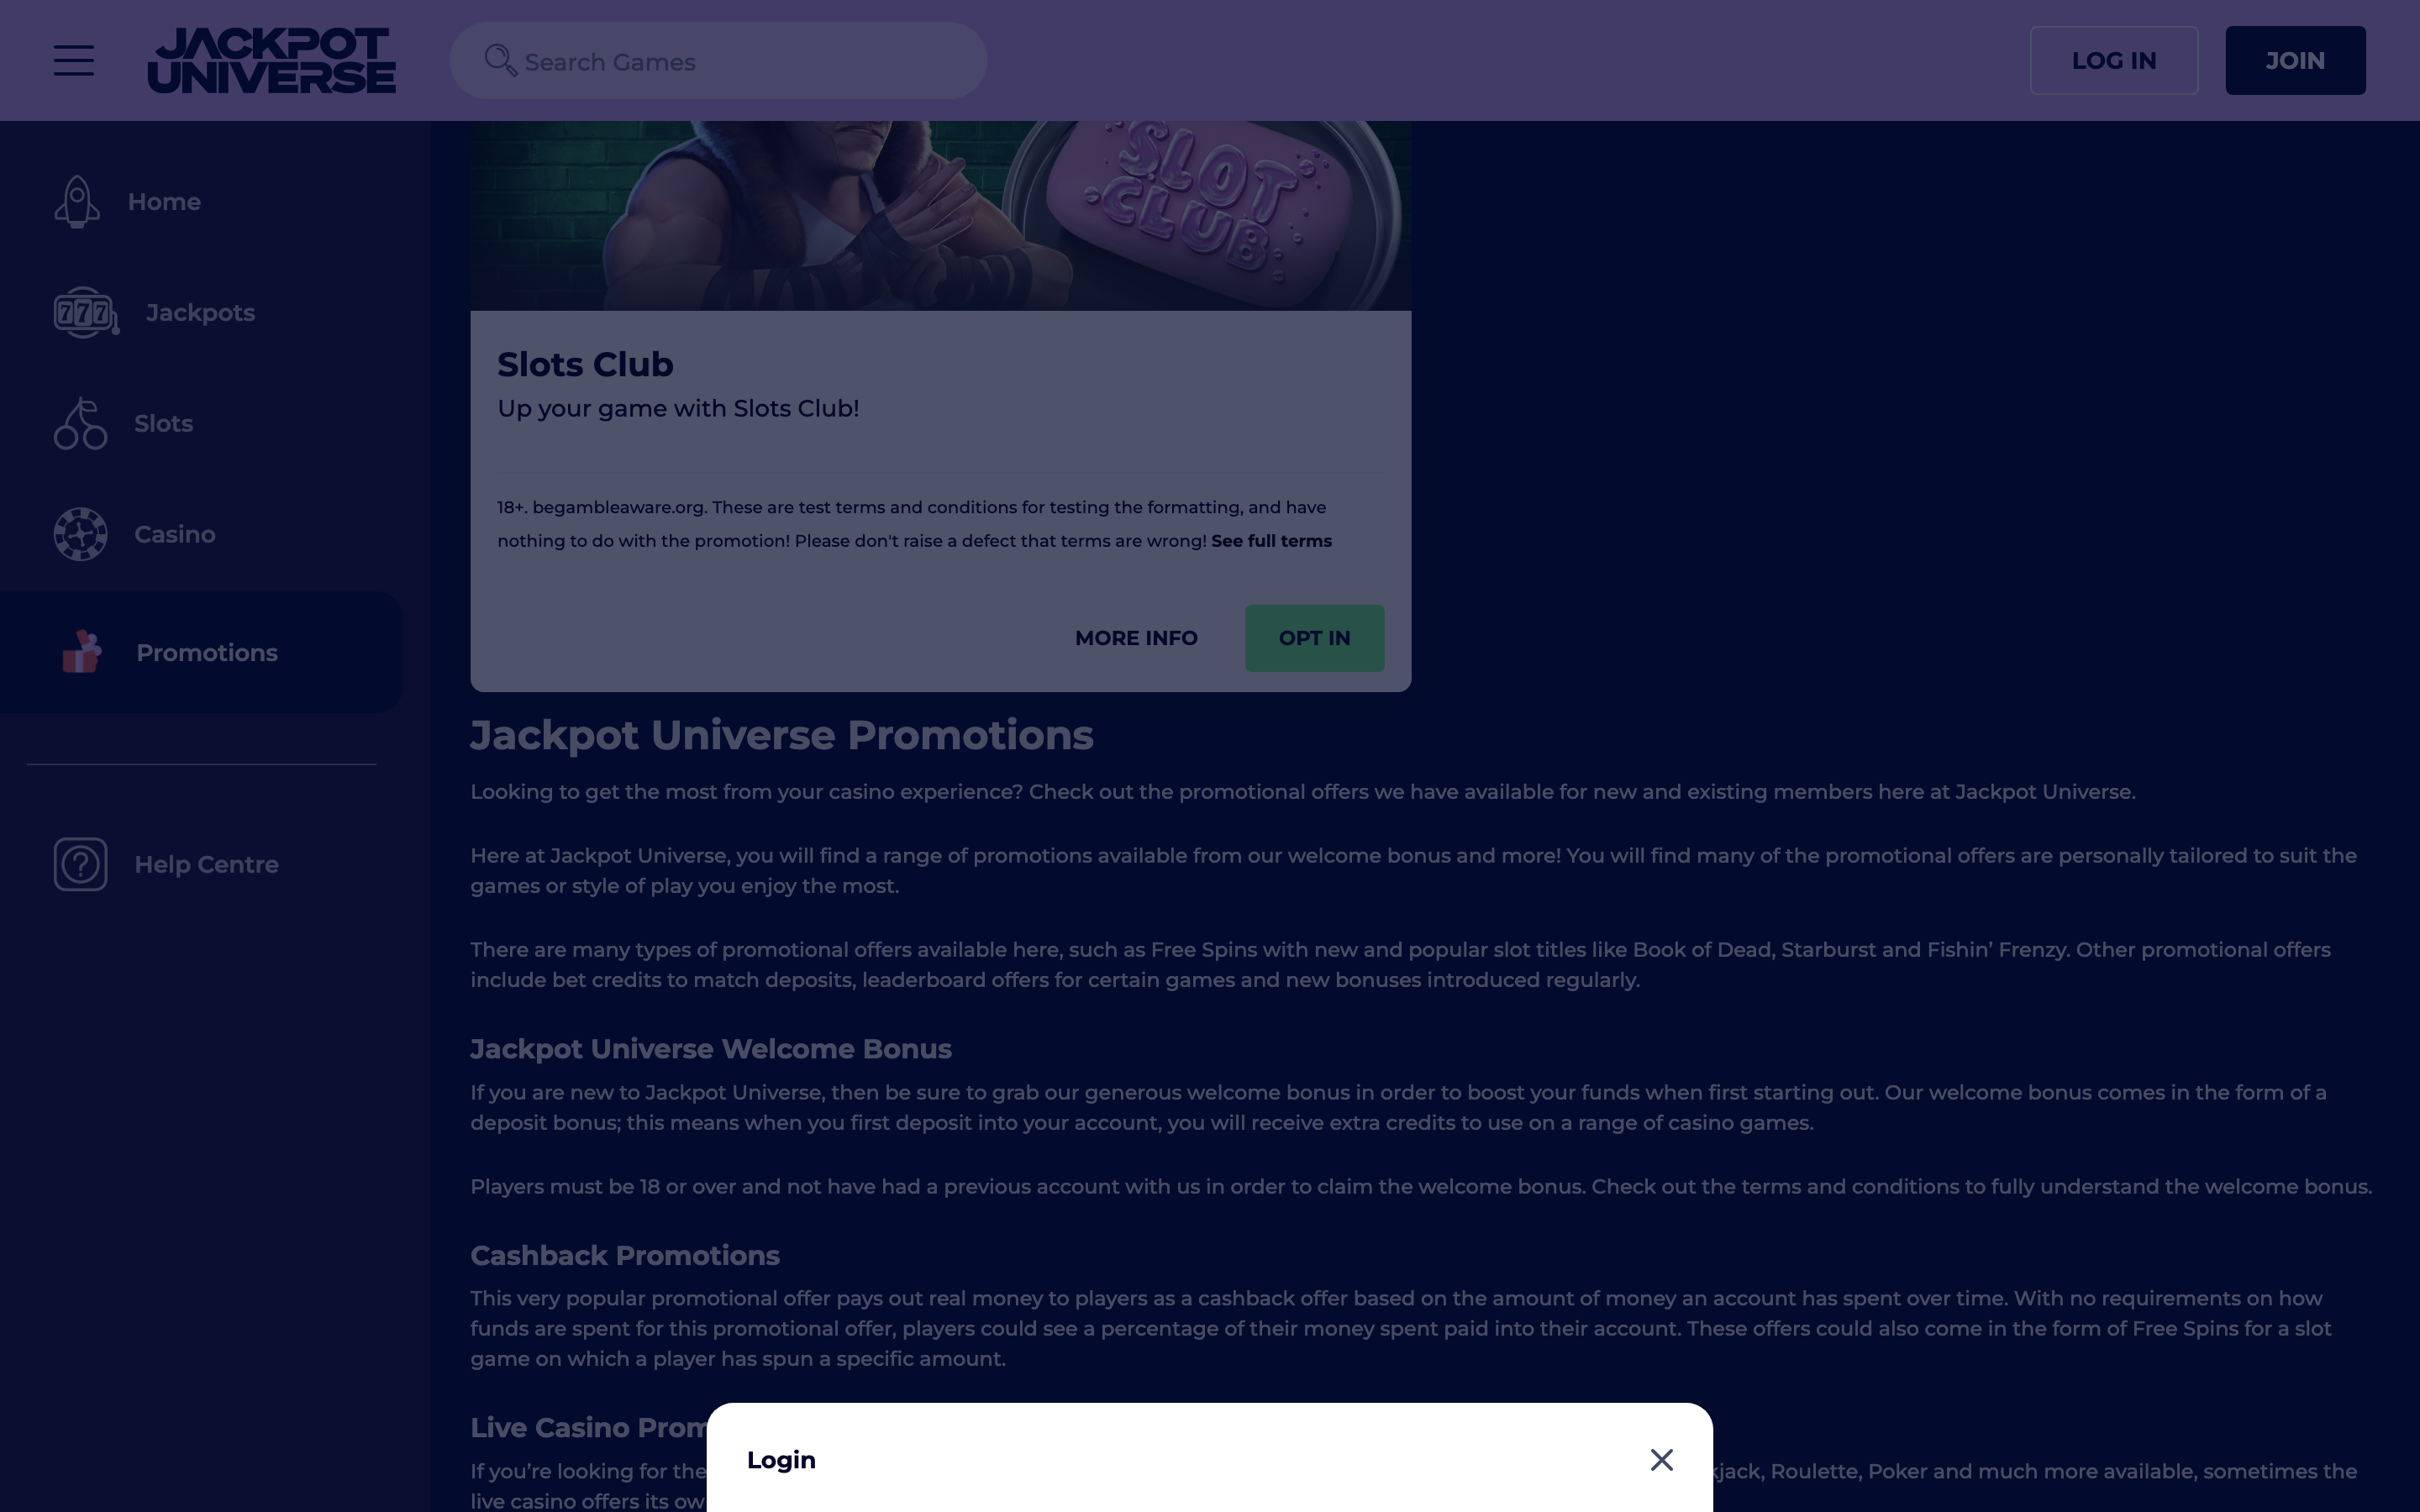 JACKPOT
UNIVERSE
Search Games
LOG IN
JOIN
Home
777
Jackpots
Slots
Casino
Promotions
Help Centre
SLOT
CLUB
Slots Club
Up your game with Slots Club!
18+. begambleaware.org. These are test terms and conditions for testing the formatting, and have
nothing to do with the promotion! Please don't raise a defect that terms are wrong! See full terms
MORE INFO
OPT IN
Jackpot Universe Promotions
Looking to get the most from your casino experience? Check out the promotional offers we have available for new and existing members here at Jackpot Universe.
Here at Jackpot Universe, you will find a range of promotions available from our welcome bonus and more! You will find many of the promotional offers are personally tailored to suit the
games or style of play you enjoy the most.
There are many types of promotional offers available here, such as Free Spins with new and popular slot titles like Book of Dead, Starburst and Fishin’ Frenzy. Other promotional offers
include bet credits to match deposits, leaderboard offers for certain games and new bonuses introduced regularly.
Jackpot Universe Welcome Bonus
If you are new to Jackpot Universe, then be sure to grab our generous welcome bonus in order to boost your funds when first starting out. Our welcome bonus comes in the form of a
deposit bonus; this means when you first deposit into your account, you will receive extra credits to use on a range of casino games.
Players must be 18 or over and not have had a previous account with us in order to claim the welcome bonus. Check out the terms and conditions to fully understand the welcome bonus.
Cashback Promotions
This very popular promotional offer pays out real money to players as a cashback offer based on the amount of money an account has spent over time. With no requirements on how
funds are spent for this promotional offer, players could see a percentage of their money spent paid into their account. These offers could also come in the form of Free Spins for a slot
game on which a player has spun a specific amount.
Live Casino
Login
If you’re looking for the
Roulette, Poker and much more available, sometimes the
live casino offers its